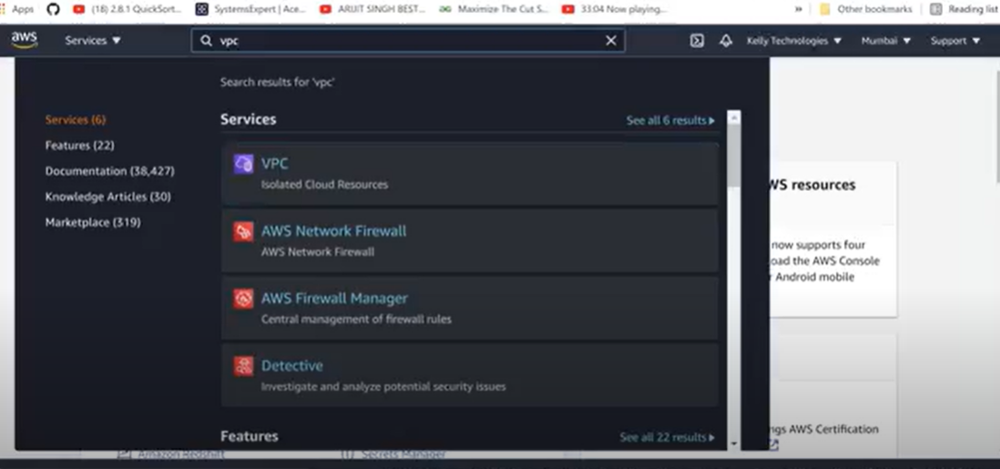 Apps
(18) 2.8.1 QuickSort...
SystemsExpert | Ace...
ARIJIT SINGH BEST...
Maximize The Cut S...
33:04 Now playing...
»
Other bookmarks
Reading list
aws
Services ▼
vpc
Kelly Technologies ▼
Mumbai ▼
Support ▼
Search results for 'vpc'
Services (6)
Features (22)
Documentation (38,427)
Knowledge Articles (30)
Marketplace (319)
Services
See all 6 results ▶
VPC
Isolated Cloud Resources
AWS Network Firewall
AWS Network Firewall
AWS Firewall Manager
Central management of firewall rules
Detective
Investigate and analyze potential security issues
Features
See all 22 results ▶
WS resources
now supports four
oad the AWS Console
r Android mobile
ngs AWS Certification
Amazon Redshift
Secrets Manager